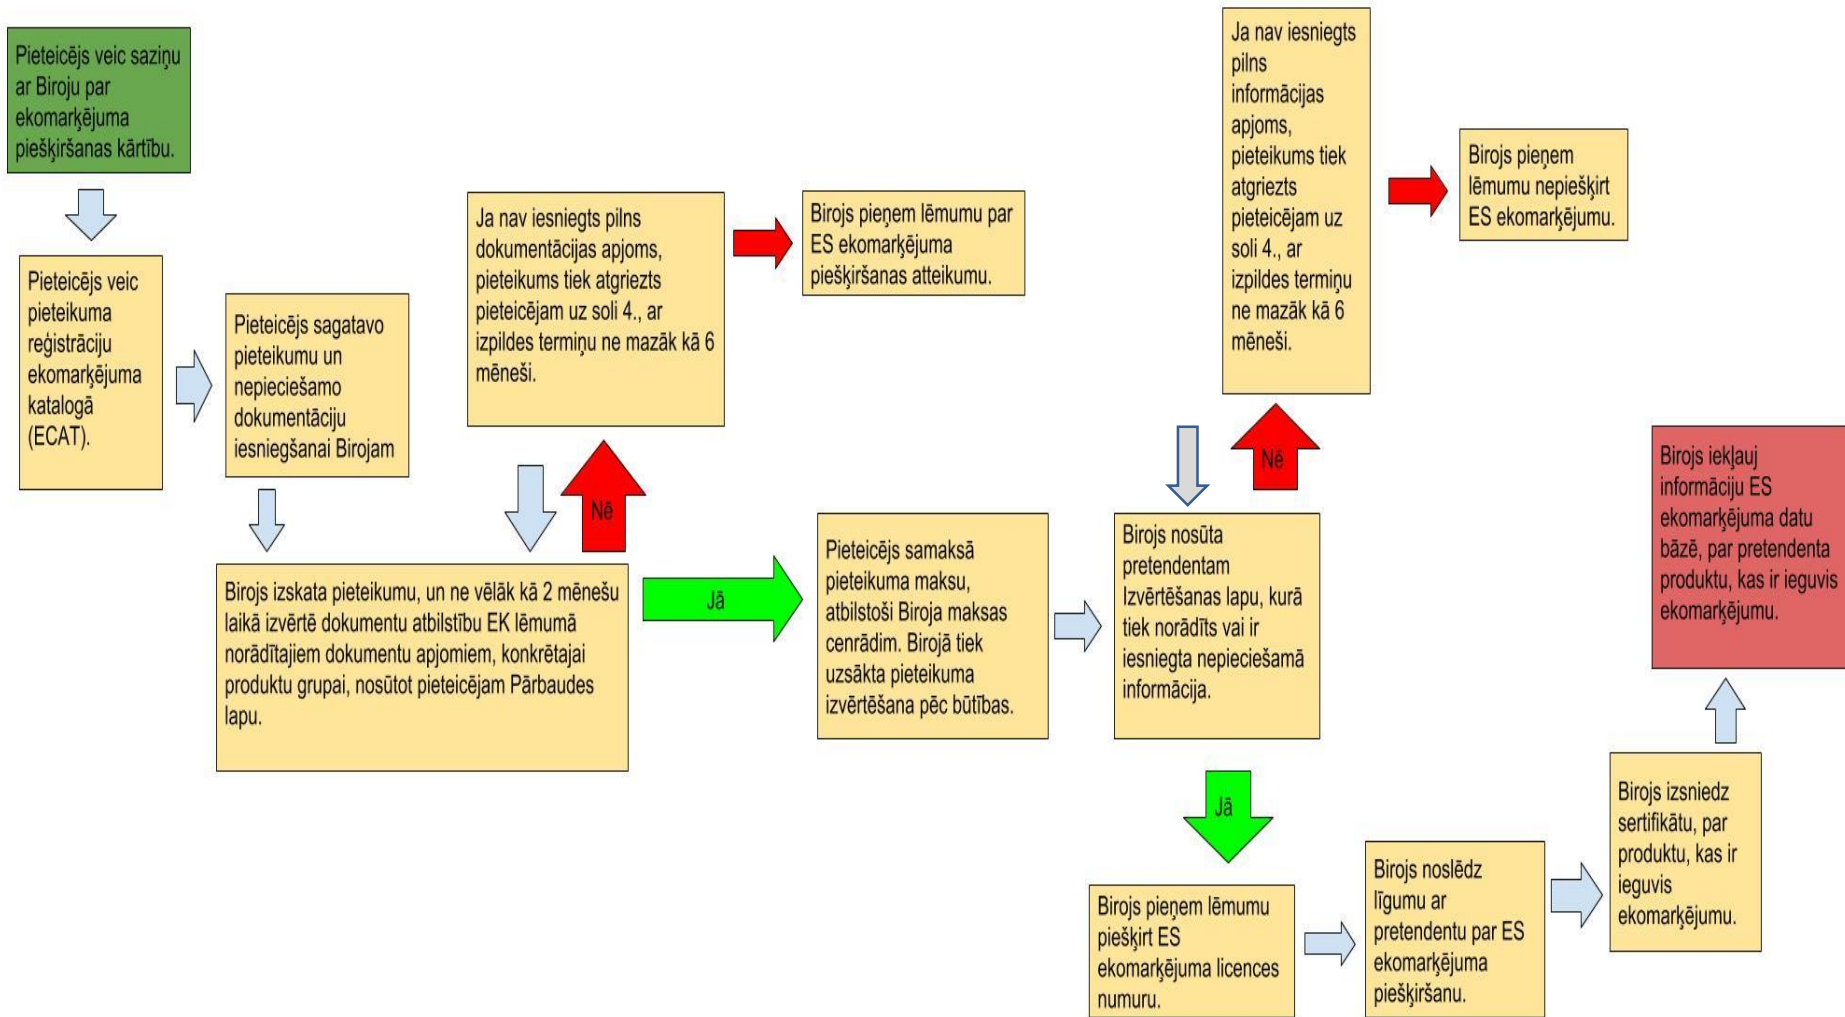 Pieteicējs veic saziņu
ar Biroju par
ekomarķējuma
piešķiršanas kārtību.
Pieteicējs veic
pieteikuma
reģistrāciju
ekomarķējuma
katalogā
(ECAT).
Pieteicējs sagatavo
pieteikumu un
nepieciešamo
dokumentāciju
iesniegšanai Birojam
Birojs izskata pieteikumu, un ne vēlāk kā 2 mēnešu
laikā izvērtē dokumentu atbilstību EK lēmumā
norādītajiem dokumentu apjomiem, konkrētajai
produktu grupai, nosūtot pieteicējam Pārbaudes
lapu.
Nē
Ja nav iesniegts pilns
dokumentācijas apjoms,
pieteikums tiek atgriezts
pieteicējam uz soli 4., ar
izpildes termiņu ne mazāk kā 6
mēneši.
Birojs pieņem lēmumu par
ES ekomarķējuma
piešķiršanas atteikumu.
Jā
Pieteicējs samaksā
pieteikuma maksu,
atbilstoši Biroja maksas
cenrādim. Birojā tiek
uzsākta pieteikuma
izvērtēšana pēc būtības.
Birojs nosūta
pretendentam
Izvērtēšanas lapu, kurā
tiek norādīts vai ir
iesniegta nepieciešamā
informācija.
Nē
Ja nav iesniegts
pilns
informācijas
apjoms,
pieteikums tiek
atgriezts
pieteicējam uz
soli 4., ar
izpildes termiņu
ne mazāk kā 6
mēneši.
Birojs pieņem
lēmumu nepiešķirt
ES ekomarķējumu.
Jā
Birojs pieņem lēmumu
piešķirt ES
ekomarķējuma licences
numuru.
Birojs noslēdz
līgumu ar
pretendentu par ES
ekomarķējuma
piešķiršanu.
Birojs izsniedz
sertifikātu, par
produktu, kas ir
ieguvis
ekomarķējumu.
Birojs iekļauj
informāciju ES
ekomarķējuma datu
bāzē, par pretendenta
produktu, kas ir ieguvis
ekomarķējumu.